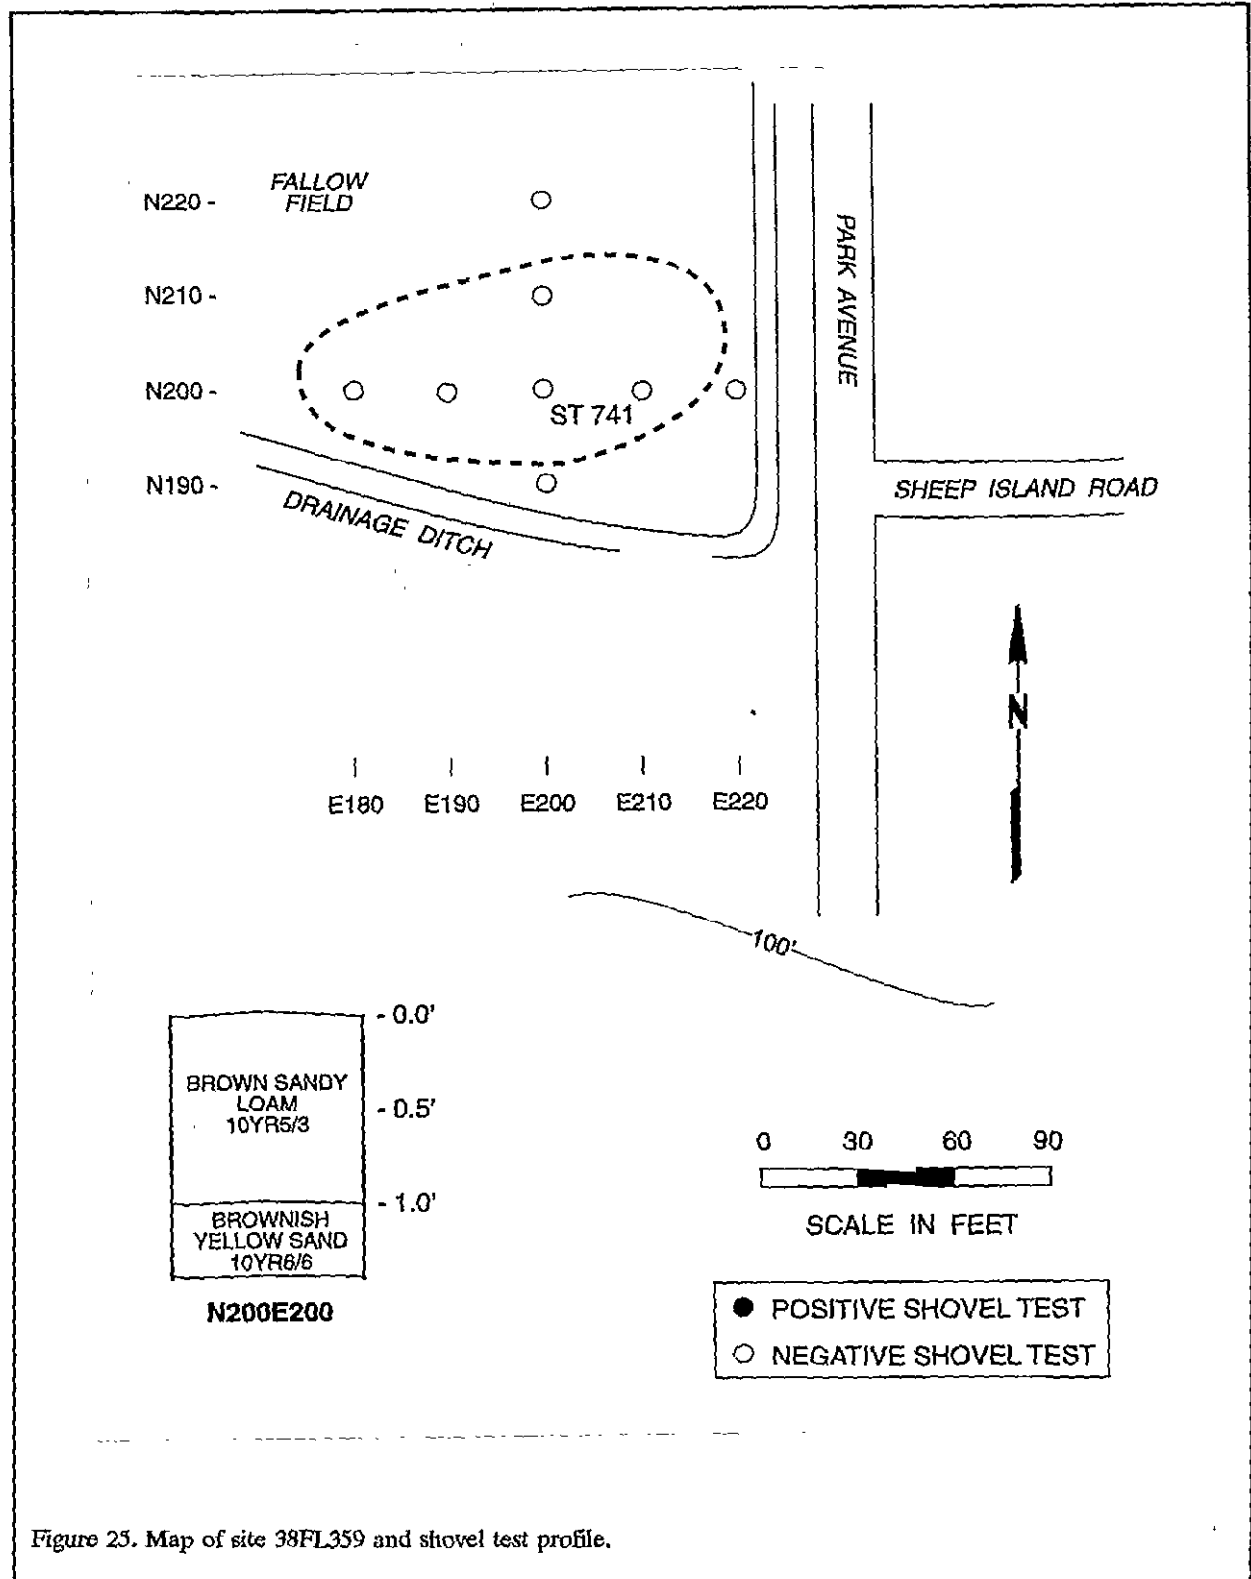 FALLOW
FIELD
N220 -
N210 -
N200 -
N190 -
ST 741
DRAINAGE DITCH
PARK AVENUE
SHEEP ISLAND ROAD
N
E180 E190 E200 E210 E220
100'
- 0.0'
BROWN SANDY
LOAM
10YR5/3
- 0.5'
- 1.0'
BROWNISH
YELLOW SAND
10YR6/6
N200E200
0 30 60 90
SCALE IN FEET
POSITIVE SHOVEL TEST
NEGATIVE SHOVEL TEST
Figure 25. Map of site 38FL359 and shovel test profile.